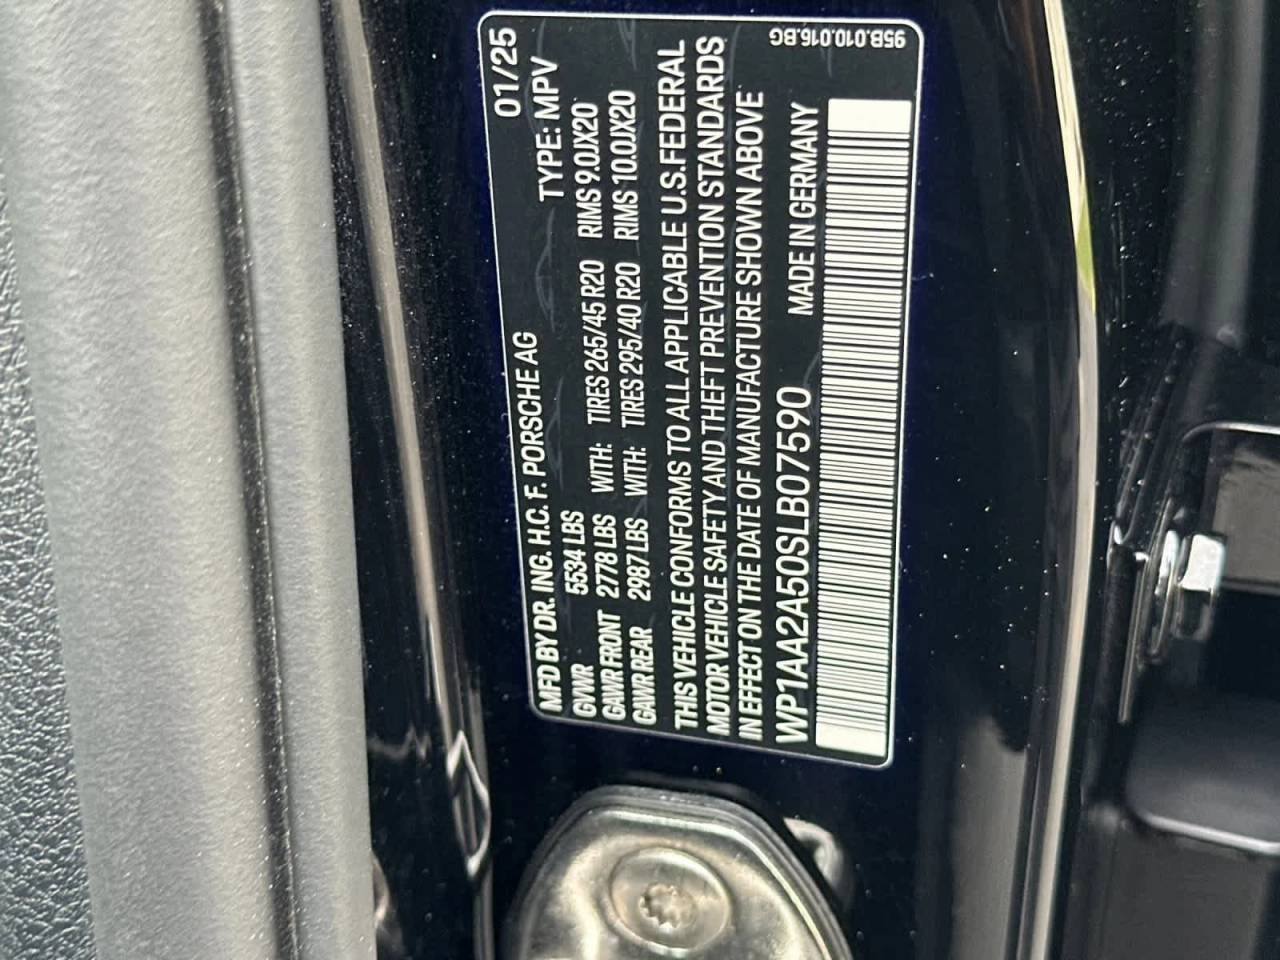 MFD BY DR. ING. H.C. F. PORSCHE AG 01/25
GVWR 5534 LBS TYPE: MPV
GAWR FRONT 2778 LBS WITH: TIRES 265/45 R20 RIMS 9.0JX20
GAWR REAR 2987 LBS WITH: TIRES 295/40 R20 RIMS 10.0JX20
THIS VEHICLE CONFORMS TO ALL APPLICABLE U.S. FEDERAL
MOTOR VEHICLE SAFETY AND THEFT PREVENTION STANDARDS
IN EFFECT ON THE DATE OF MANUFACTURE SHOWN ABOVE
WP1AA2A50SLB07590 MADE IN GERMANY
95B.010.016.BG